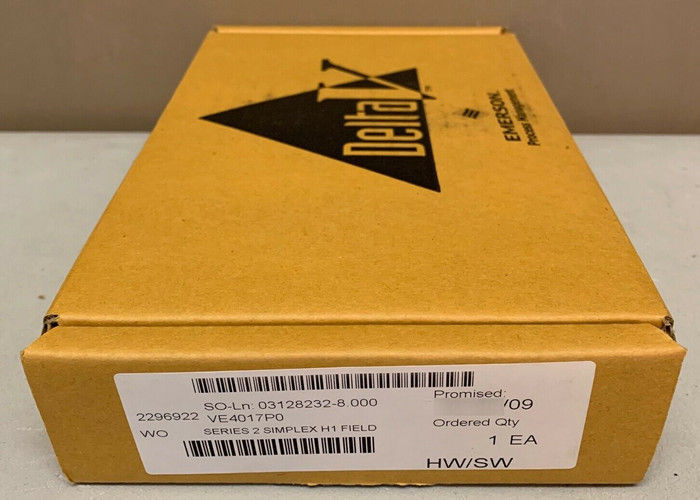 DeltaV
TM
EMERSON
Process Management
SO-Ln: 03128232-8.000
2296922 VE4017P0
WO SERIES 2 SIMPLEX H1 FIELD
Promised:
/09
Ordered Qty
1 EA
HW/SW